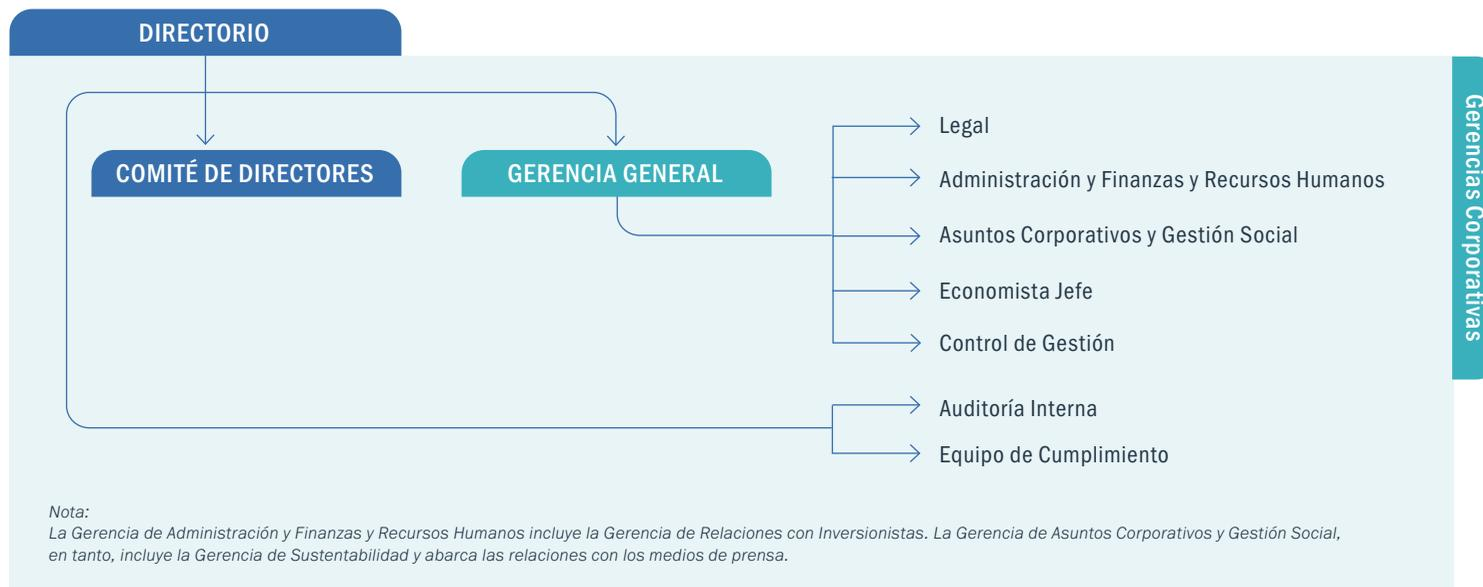 DIRECTORIO
COMITÉ DE DIRECTORES
GERENCIA GENERAL
Legal
Administración y Finanzas y Recursos Humanos
Asuntos Corporativos y Gestión Social
Economista Jefe
Control de Gestión
Auditoría Interna
Equipo de Cumplimiento
Gerencias Corporativas
Nota:
La Gerencia de Administración y Finanzas y Recursos Humanos incluye la Gerencia de Relaciones con Inversionistas. La Gerencia de Asuntos Corporativos y Gestión Social,
en tanto, incluye la Gerencia de Sustentabilidad y abarca las relaciones con los medios de prensa.